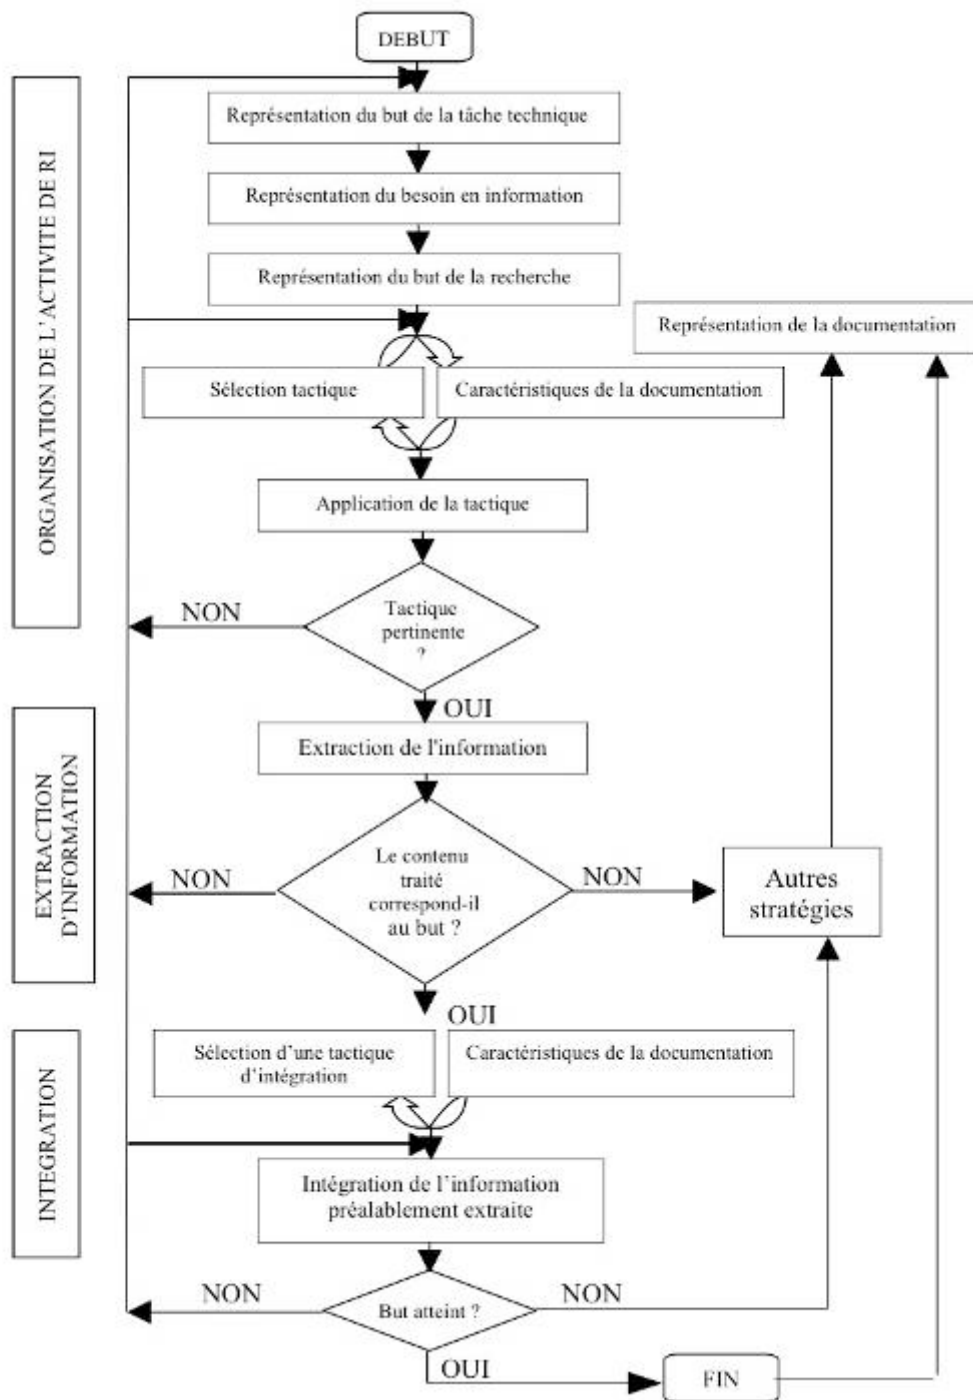 DEBUT
ORGANISATION DE L'ACTIVITE DE RI
Représentation du but de la tâche technique
Représentation du besoin en information
Représentation du but de la recherche
Représentation de la documentation
Sélection tactique
Caractéristiques de la documentation
Application de la tactique
NON
Tactique
pertinente
?
OUI
EXTRACTION
D'INFORMATION
Extraction de l'information
NON
Le contenu
traité
correspond-il
au but ?
NON
Autres
stratégies
OUI
INTEGRATION
Sélection d'une tactique
d'intégration
Caractéristiques de la documentation
Intégration de l'information
préalablement extraite
NON
But atteint ?
NON
OUI
FIN